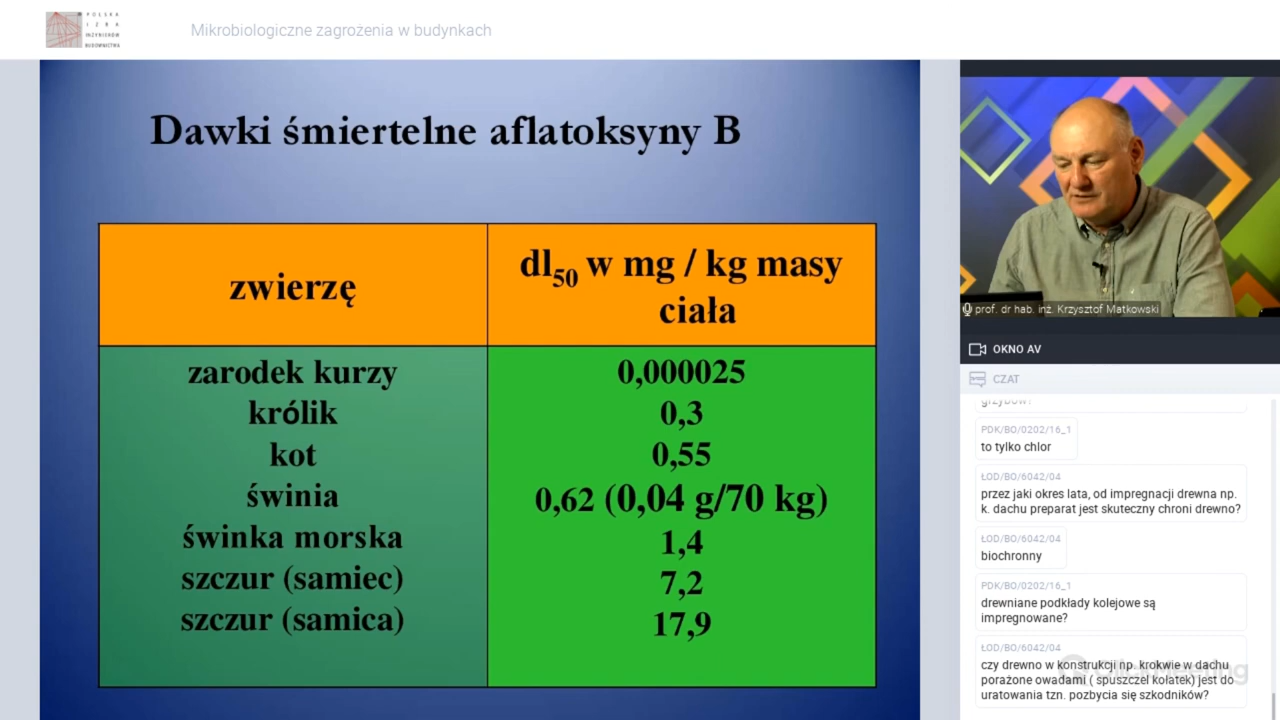 POLSKA
IZBA
INŻYNIERÓW
BUDOWNICTWA
Mikrobiologiczne zagrożenia w budynkach
Dawki śmiertelne aflatoksyny B
zwierzę
dl50 w mg / kg masy
ciała
zarodek kurzy
0,000025
królik
0,3
kot
0,55
świnia
0,62 (0,04 g/70 kg)
świnka morska
1,4
szczur (samiec)
7,2
szczur (samica)
17,9
prof. dr hab. inż. Krzysztof Matkowski
OKNO AV
CZAT
grzybów?
PDK/BO/0202/16_1
to tylko chlor
ŁOD/BO/6042/04
przez jaki okres lata, od impregnacji drewna np.
k. dachu preparat jest skuteczny chroni drewno?
ŁOD/BO/6042/04
biochronny
PDK/BO/0202/16_1
drewniane podkłady kolejowe są
impregnowane?
ŁOD/BO/6042/04
czy drewno w konstrukcji np. krokwie w dachu
porażone owadami ( spuszczel kołatek) jest do
uratowania tzn. pozbycia się szkodników?